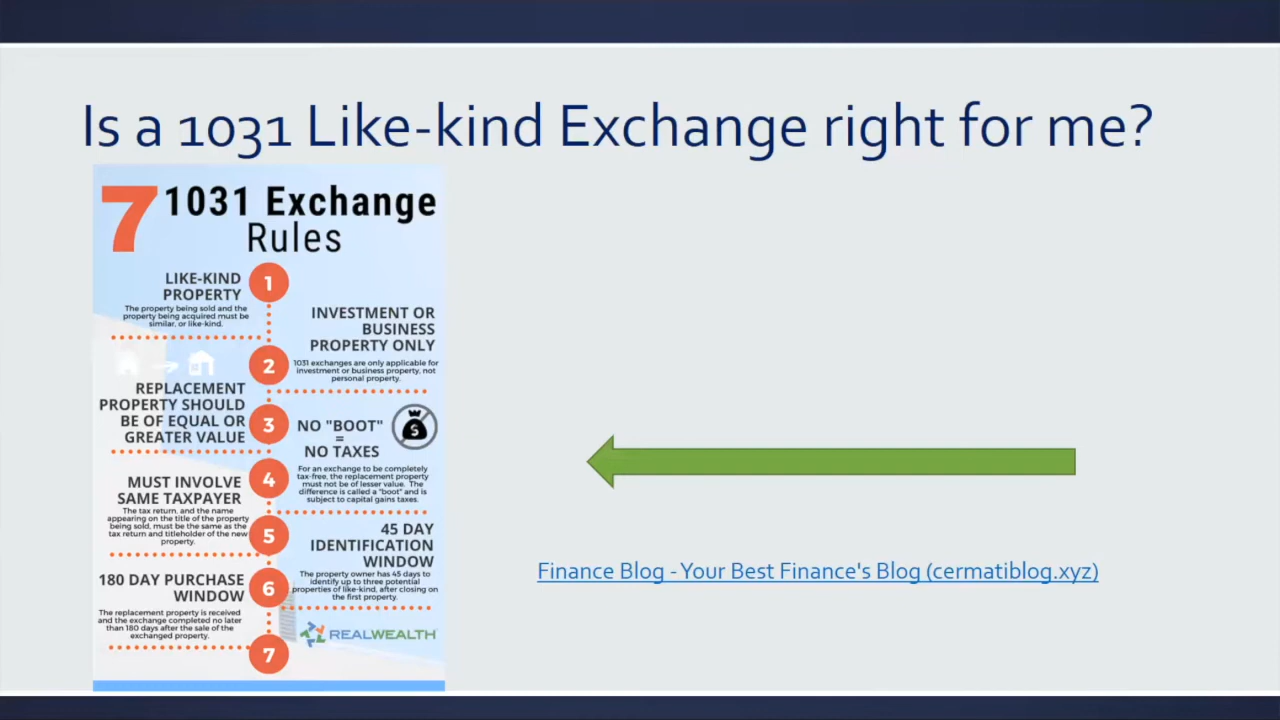 Is a 1031 Like-kind Exchange right for me?
7 1031 Exchange
Rules
1
LIKE-KIND
PROPERTY
The property being sold and the
property being acquired must be
similar, or like-kind.
2
INVESTMENT OR
BUSINESS
PROPERTY ONLY
1031 exchanges are only applicable for
investment or business property, not
personal property.
3
REPLACEMENT
PROPERTY SHOULD
BE OF EQUAL OR
GREATER VALUE
4
NO "BOOT"
=
NO TAXES
$
For an exchange to be completely
tax-free, the replacement property
must not be of lesser value. The
difference is called a "boot" and is
subject to capital gains taxes.
5
MUST INVOLVE
SAME TAXPAYER
The tax return, and the name
appearing on the title of the property
being sold, must be the same as the
tax return and titleholder of the new
property.
6
45 DAY
IDENTIFICATION
WINDOW
The property owner has 45 days to
identify up to three potential
properties of like-kind, after closing on
the first property.
7
180 DAY PURCHASE
WINDOW
The replacement property is received
and the exchange completed no later
than 180 days after the sale of the
exchanged property.
REALWEALTH
Finance Blog - Your Best Finance's Blog (cermatiblog.xyz)